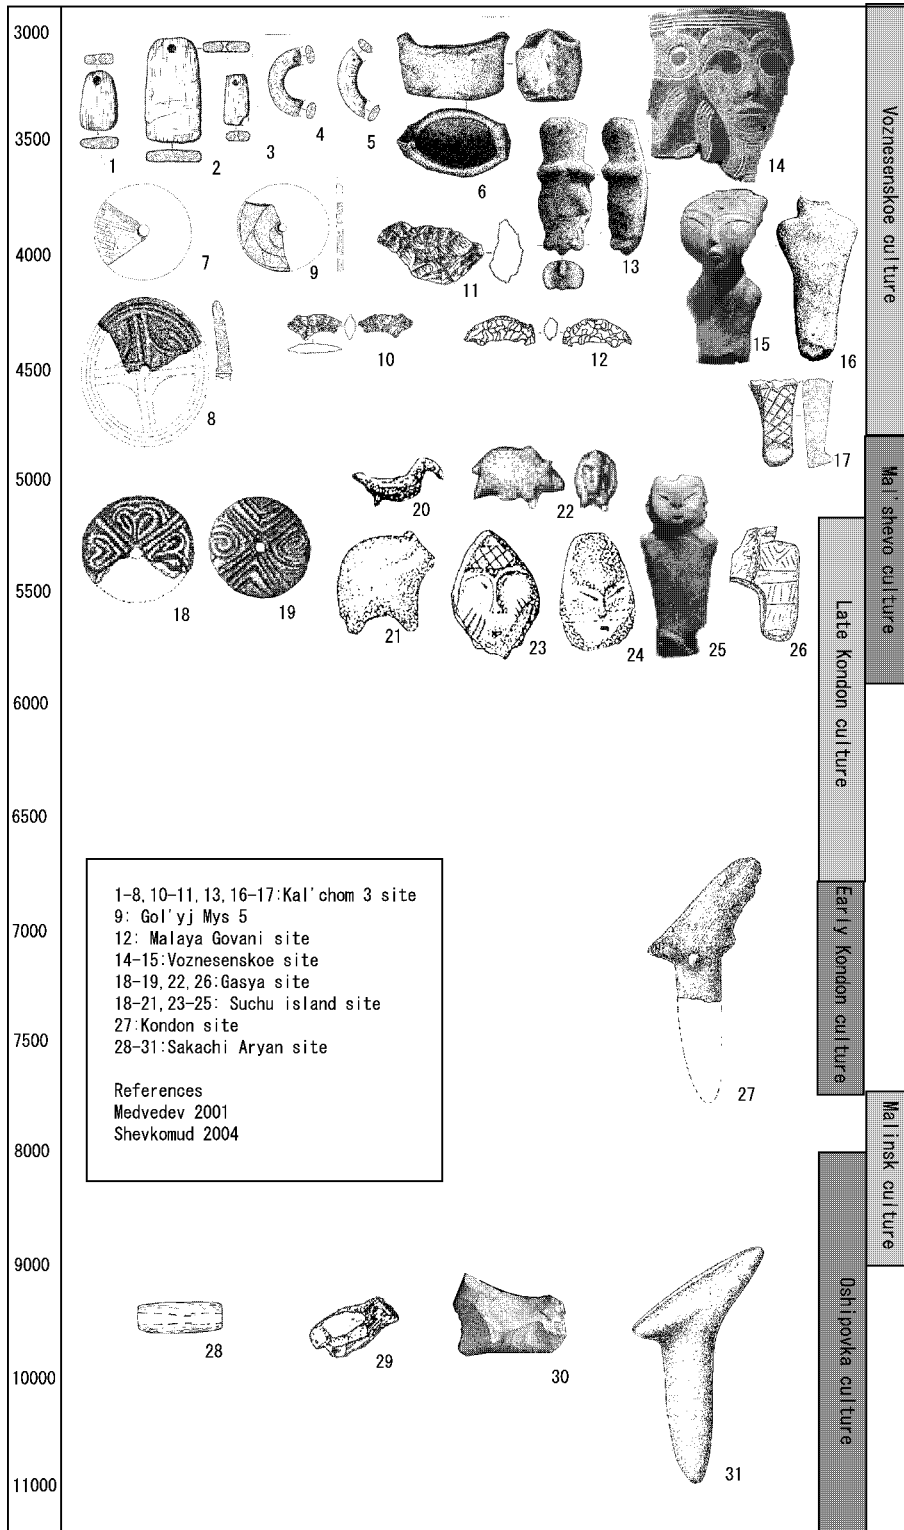 3000
3500
4000
4500
5000
5500
6000
6500
7000
7500
8000
9000
10000
11000
1
2
3
4
5
6
7
8
9
10
11
12
13
14
15
16
17
18
19
20
21
22
23
24
25
26
27
28
29
30
31
1-8,10-11,13,16-17:Kal'chom 3 site
9: Gol'yj Mys 5
12: Malaya Govani site
14-15:Voznesenskoe site
18-19,22,26:Gasya site
18-21,23-25: Suchu island site
27:Kondon site
28-31:Sakachi Aryan site
References
Medvedev 2001
Shevkomud 2004
Voznesenskoe culture
Mal'shevo culture
Late Kondon culture
Early Kondon culture
Malinsk culture
Oshipovka culture